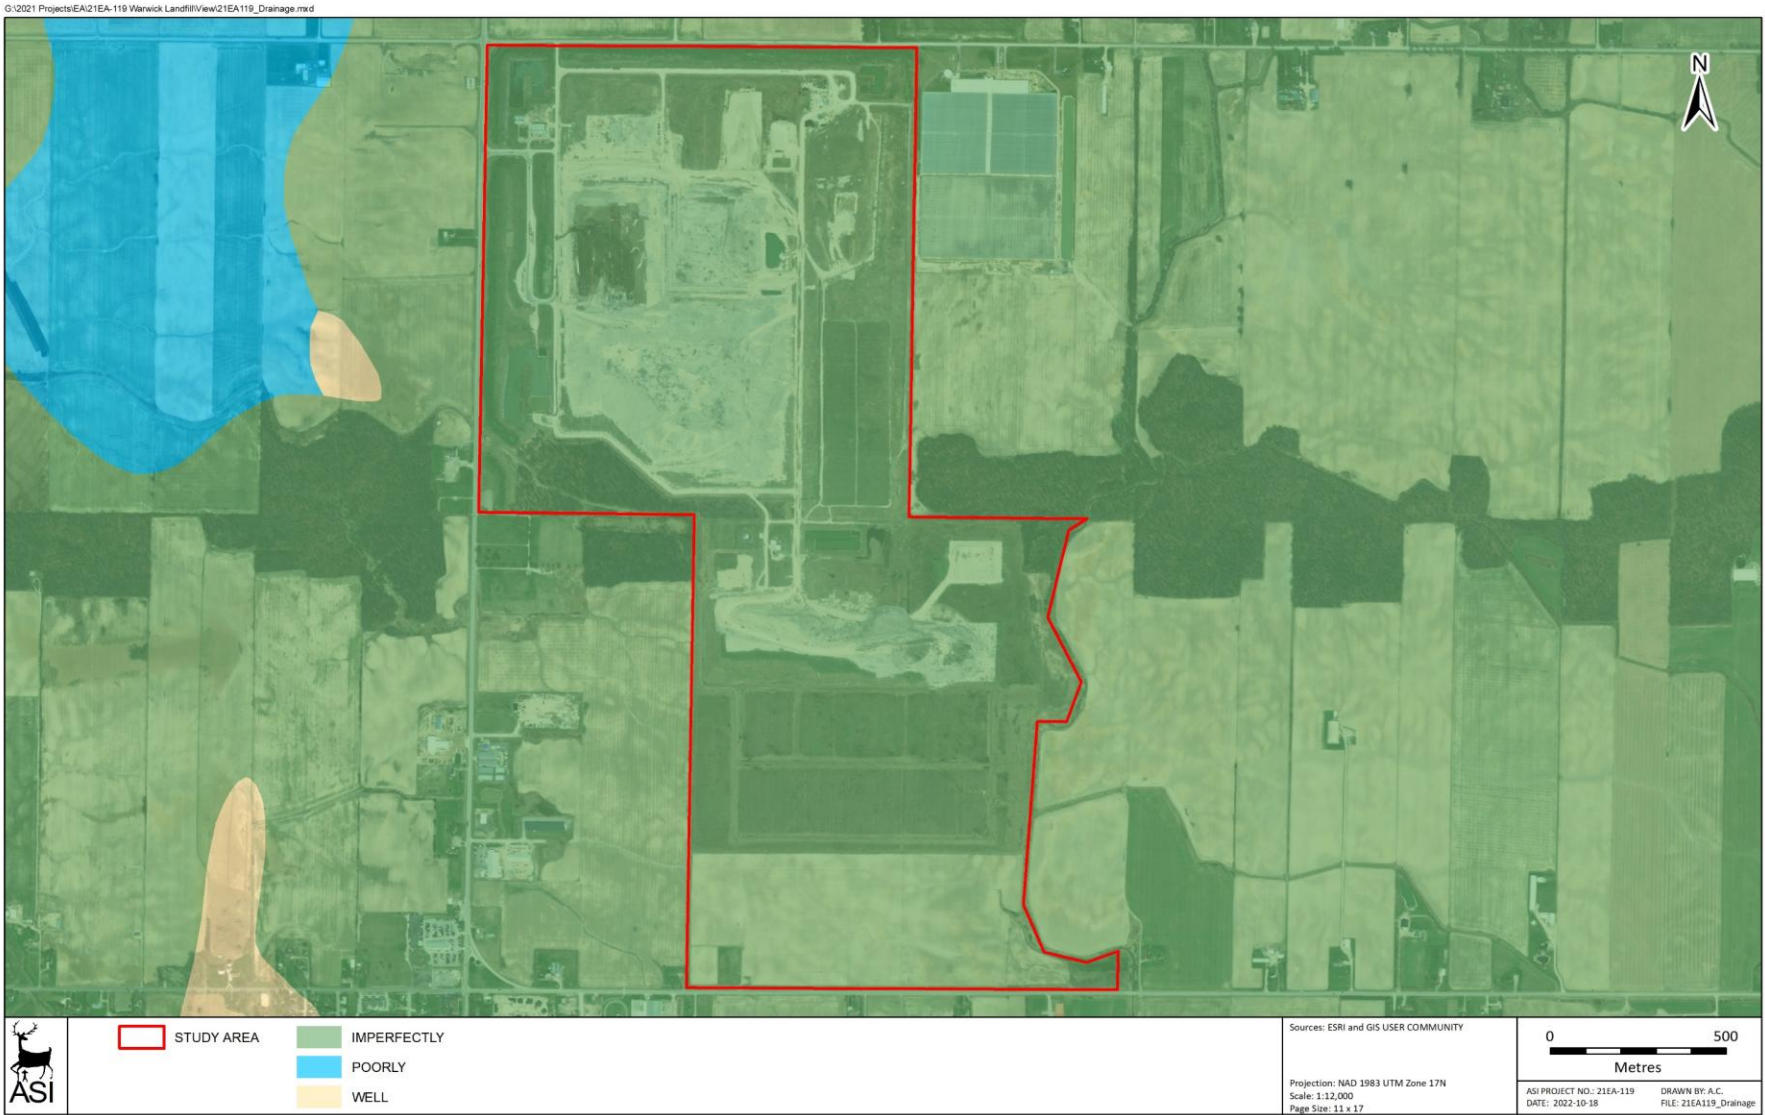 G:\2021 Projects\EA\21EA-119 Warwick Landfill\View\21EA119_Drainage.mxd
N
STUDY AREA
IMPERFECTLY
POORLY
WELL
ASI
Sources: ESRI and GIS USER COMMUNITY
Projection: NAD 1983 UTM Zone 17N
Scale: 1:12,000
Page Size: 11 x 17
0 500
Metres
ASI PROJECT NO.: 21EA-119 DRAWN BY: A.C.
DATE: 2022-10-18 FILE: 21EA119_Drainage